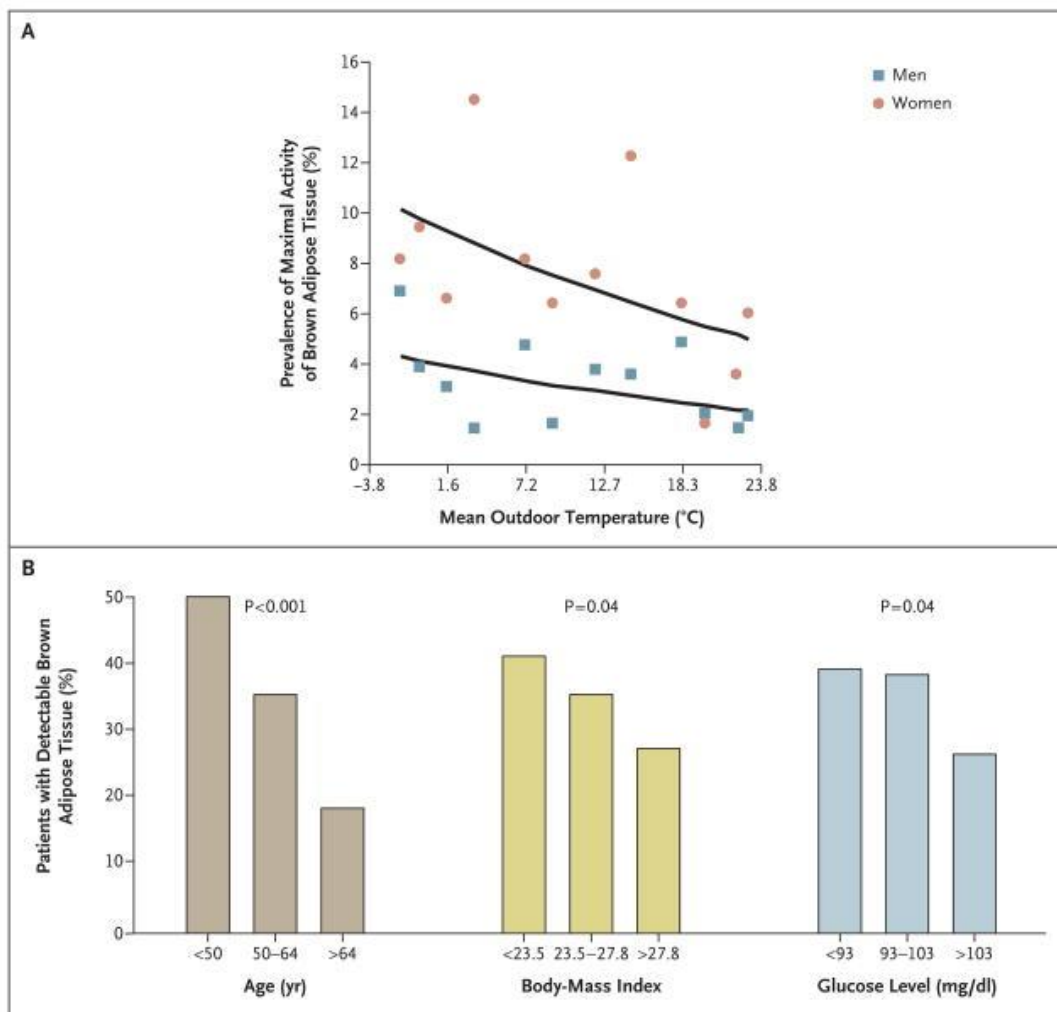 A
Prevalence of Maximal Activity
of Brown Adipose Tissue (%)
16
14
12
10
8
6
4
2
0
−3.8 1.6 7.2 12.7 18.3 23.8
Mean Outdoor Temperature (°C)
Men
Women
B
Patients with Detectable Brown
Adipose Tissue (%)
50
40
30
20
10
0
P<0.001
P=0.04
P=0.04
<50 50–64 >64
Age (yr)
<23.5 23.5–27.8 >27.8
Body-Mass Index
<93 93–103 >103
Glucose Level (mg/dl)